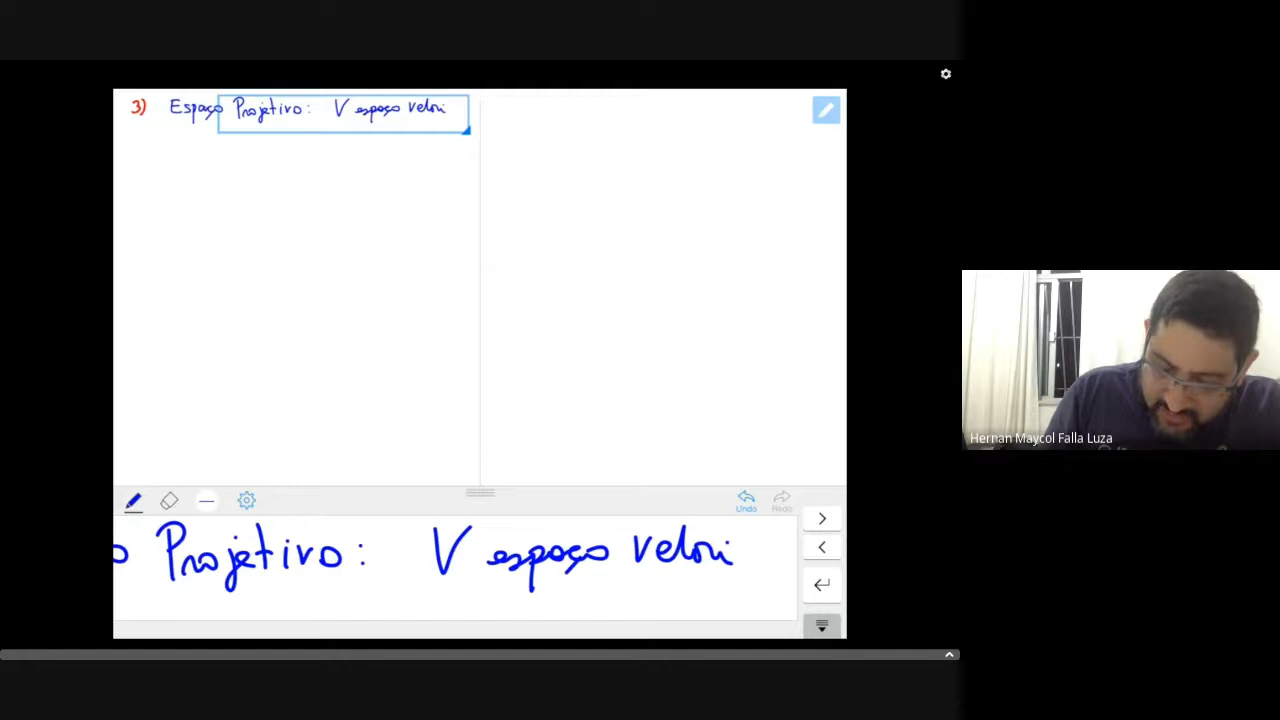 3) Espaço Projetivo: V espaço vetori
Undo Redo
o Projetivo: V espaço vetori
Hernan Maycol Falla Luza